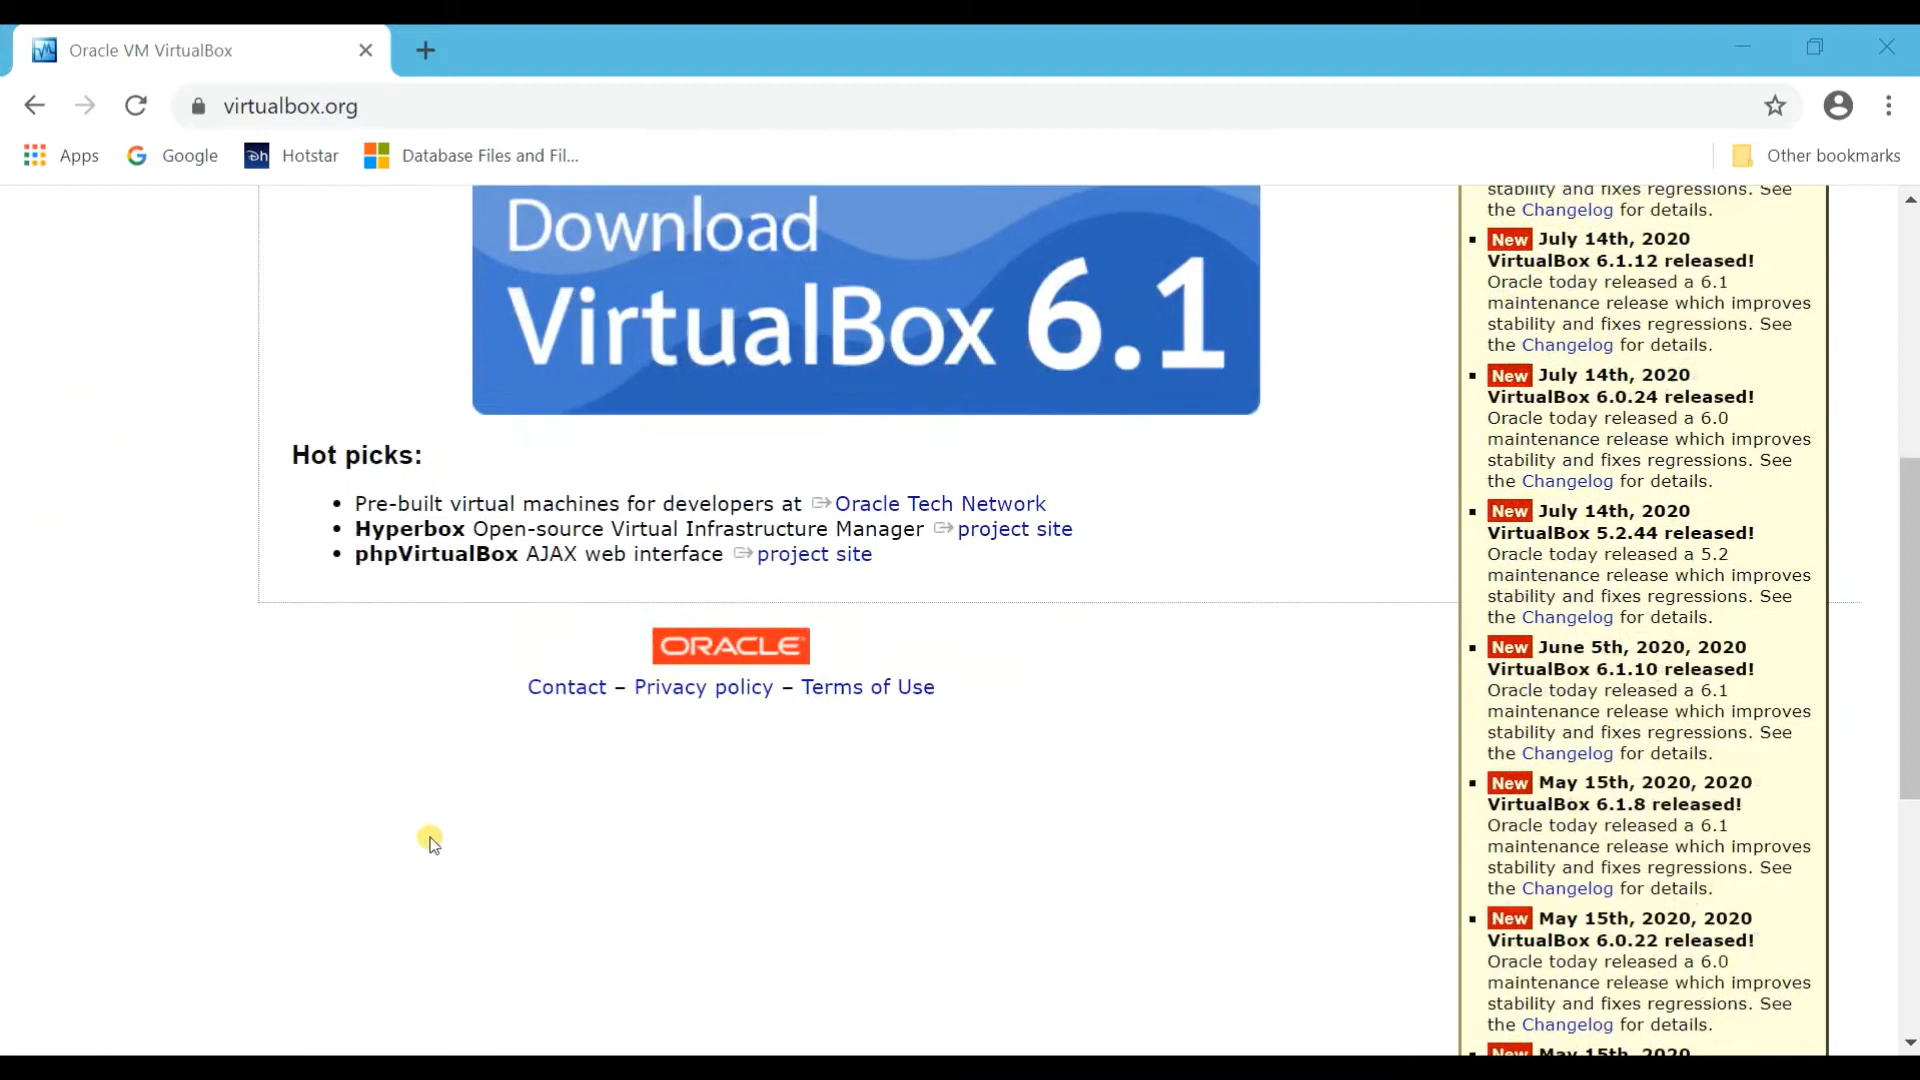 Oracle VM VirtualBox
virtualbox.org
Apps
Google
Hotstar
Database Files and Fil...
Other bookmarks
Download
VirtualBox 6.1
Hot picks:
Pre-built virtual machines for developers at Oracle Tech Network
Hyperbox Open-source Virtual Infrastructure Manager project site
phpVirtualBox AJAX web interface project site
ORACLE
Contact – Privacy policy – Terms of Use
stability and fixes regressions. See
the Changelog for details.
New July 14th, 2020
VirtualBox 6.1.12 released!
Oracle today released a 6.1
maintenance release which improves
stability and fixes regressions. See
the Changelog for details.
New July 14th, 2020
VirtualBox 6.0.24 released!
Oracle today released a 6.0
maintenance release which improves
stability and fixes regressions. See
the Changelog for details.
New July 14th, 2020
VirtualBox 5.2.44 released!
Oracle today released a 5.2
maintenance release which improves
stability and fixes regressions. See
the Changelog for details.
New June 5th, 2020, 2020
VirtualBox 6.1.10 released!
Oracle today released a 6.1
maintenance release which improves
stability and fixes regressions. See
the Changelog for details.
New May 15th, 2020, 2020
VirtualBox 6.1.8 released!
Oracle today released a 6.1
maintenance release which improves
stability and fixes regressions. See
the Changelog for details.
New May 15th, 2020, 2020
VirtualBox 6.0.22 released!
Oracle today released a 6.0
maintenance release which improves
stability and fixes regressions. See
the Changelog for details.
New May 15th, 2020